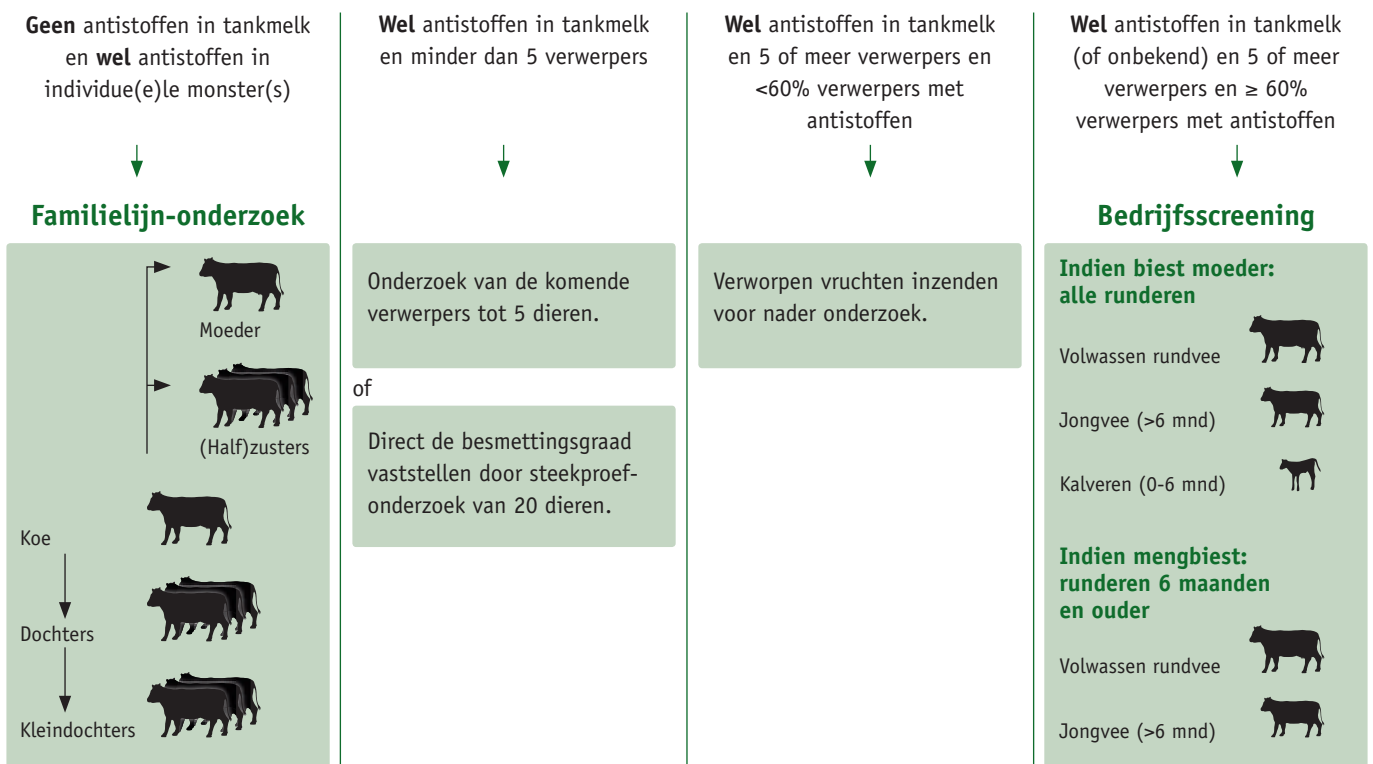 Geen antistoffen in tankmelk
en wel antistoffen in
individue(e)le monster(s)
Familielijn-onderzoek
Moeder
(Half)zusters
Koe
Dochters
Kleindochters
Wel antistoffen in tankmelk
en minder dan 5 verwerpers
Onderzoek van de komende
verwerpers tot 5 dieren.
of
Direct de besmettingsgraad
vaststellen door steekproef-
onderzoek van 20 dieren.
Wel antistoffen in tankmelk
en 5 of meer verwerpers en
<60% verwerpers met
antistoffen
Verworpen vruchten inzenden
voor nader onderzoek.
Wel antistoffen in tankmelk
(of onbekend) en 5 of meer
verwerpers en ≥ 60%
verwerpers met antistoffen
Bedrijfsscreening
Indien biest moeder:
alle runderen
Volwassen rundvee
Jongvee (>6 mnd)
Kalveren (0-6 mnd)
Indien mengbiest:
runderen 6 maanden
en ouder
Volwassen rundvee
Jongvee (>6 mnd)